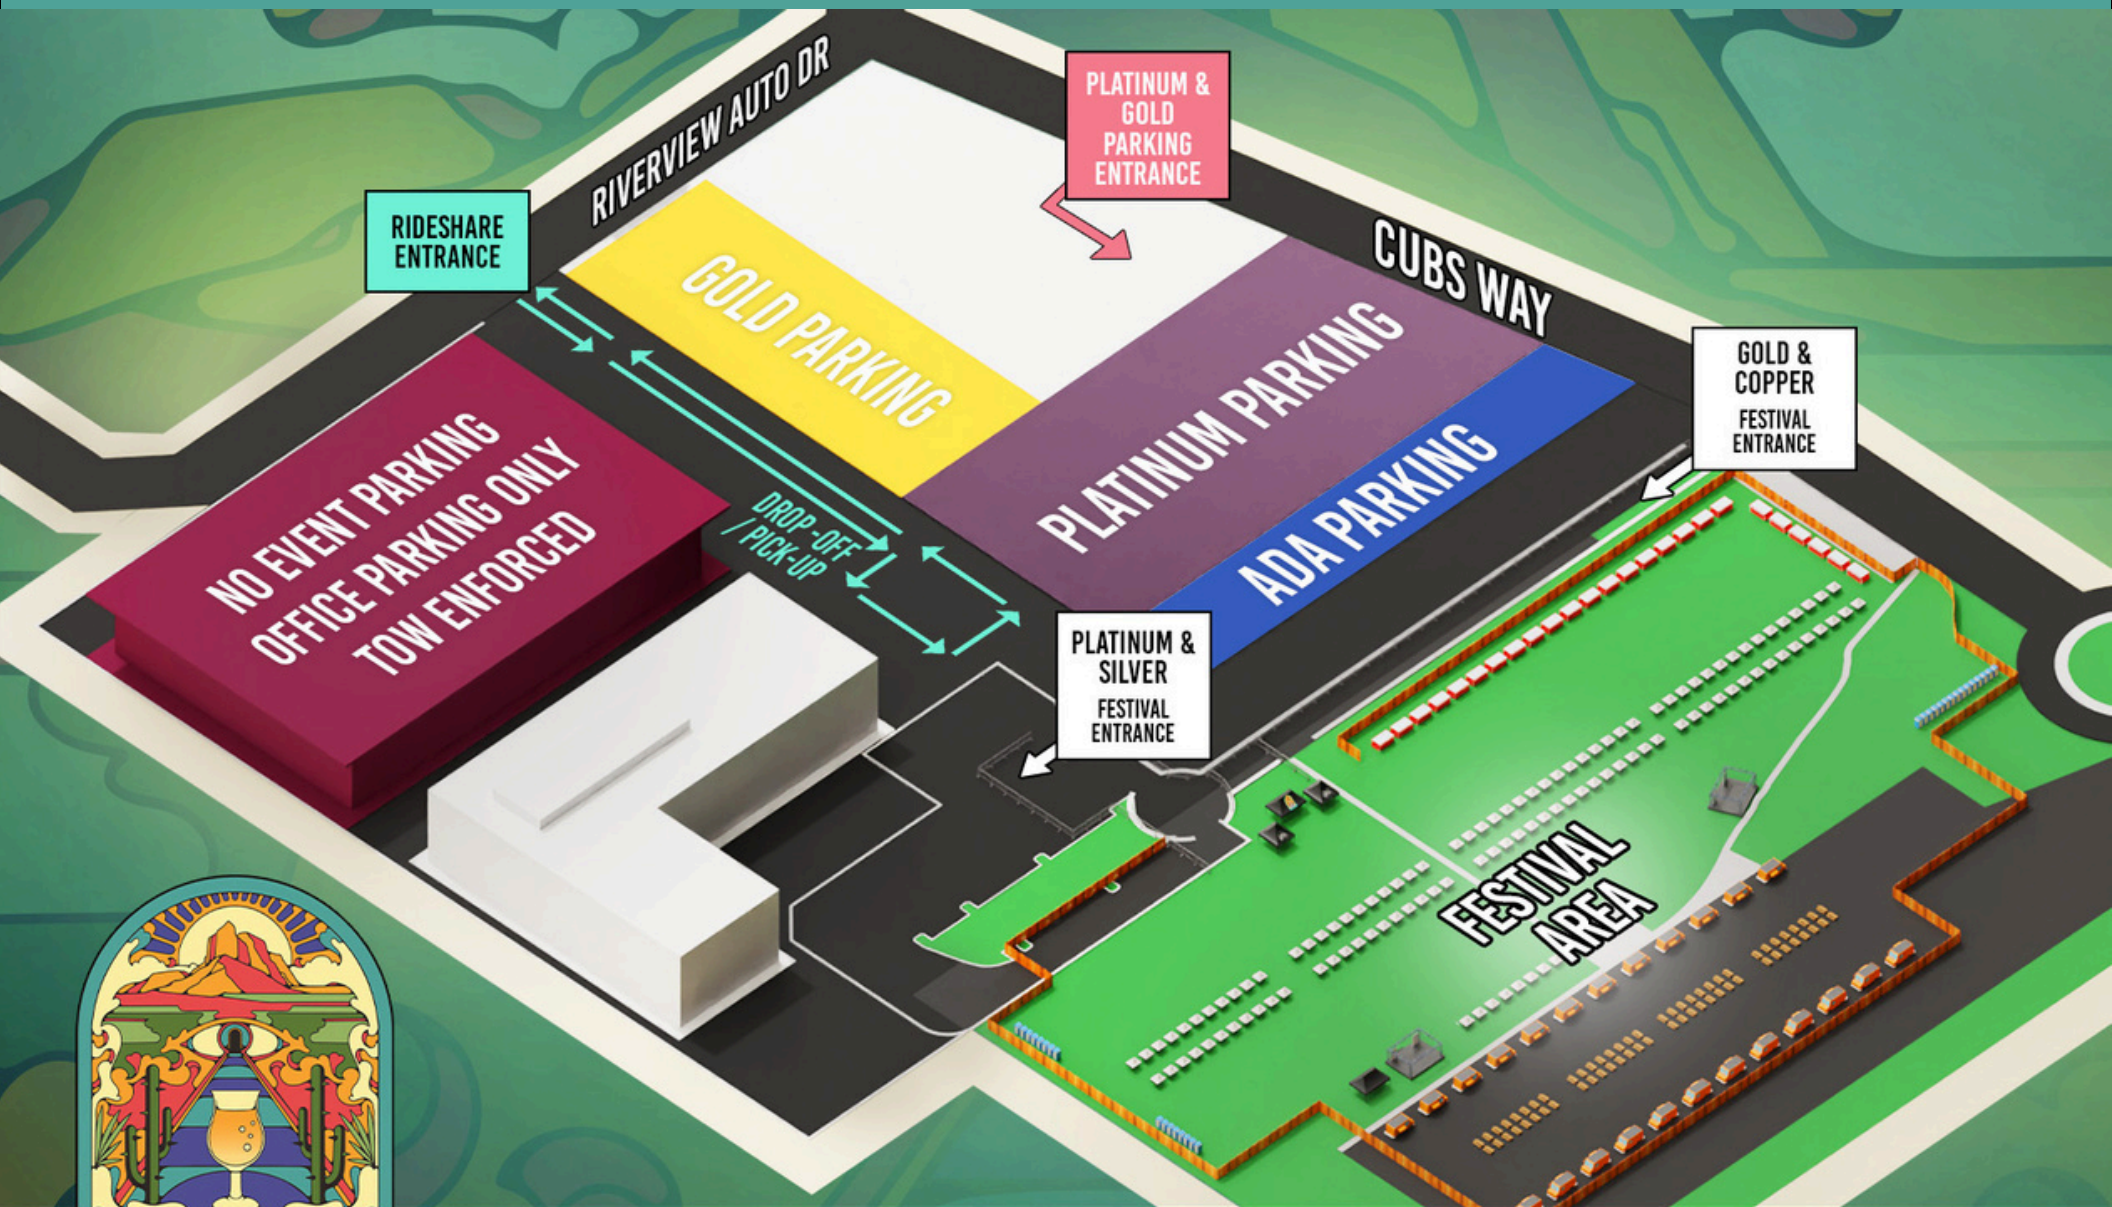 RIVERVIEW AUTO DR
PLATINUM &
GOLD
PARKING
ENTRANCE
RIDESHARE
ENTRANCE
CUBS WAY
GOLD PARKING
PLATINUM PARKING
ADA PARKING
GOLD &
COPPER
FESTIVAL
ENTRANCE
NO EVENT PARKING
OFFICE PARKING ONLY
TOW ENFORCED
DROP-OFF
/ PICK-UP
PLATINUM &
SILVER
FESTIVAL
ENTRANCE
FESTIVAL
AREA